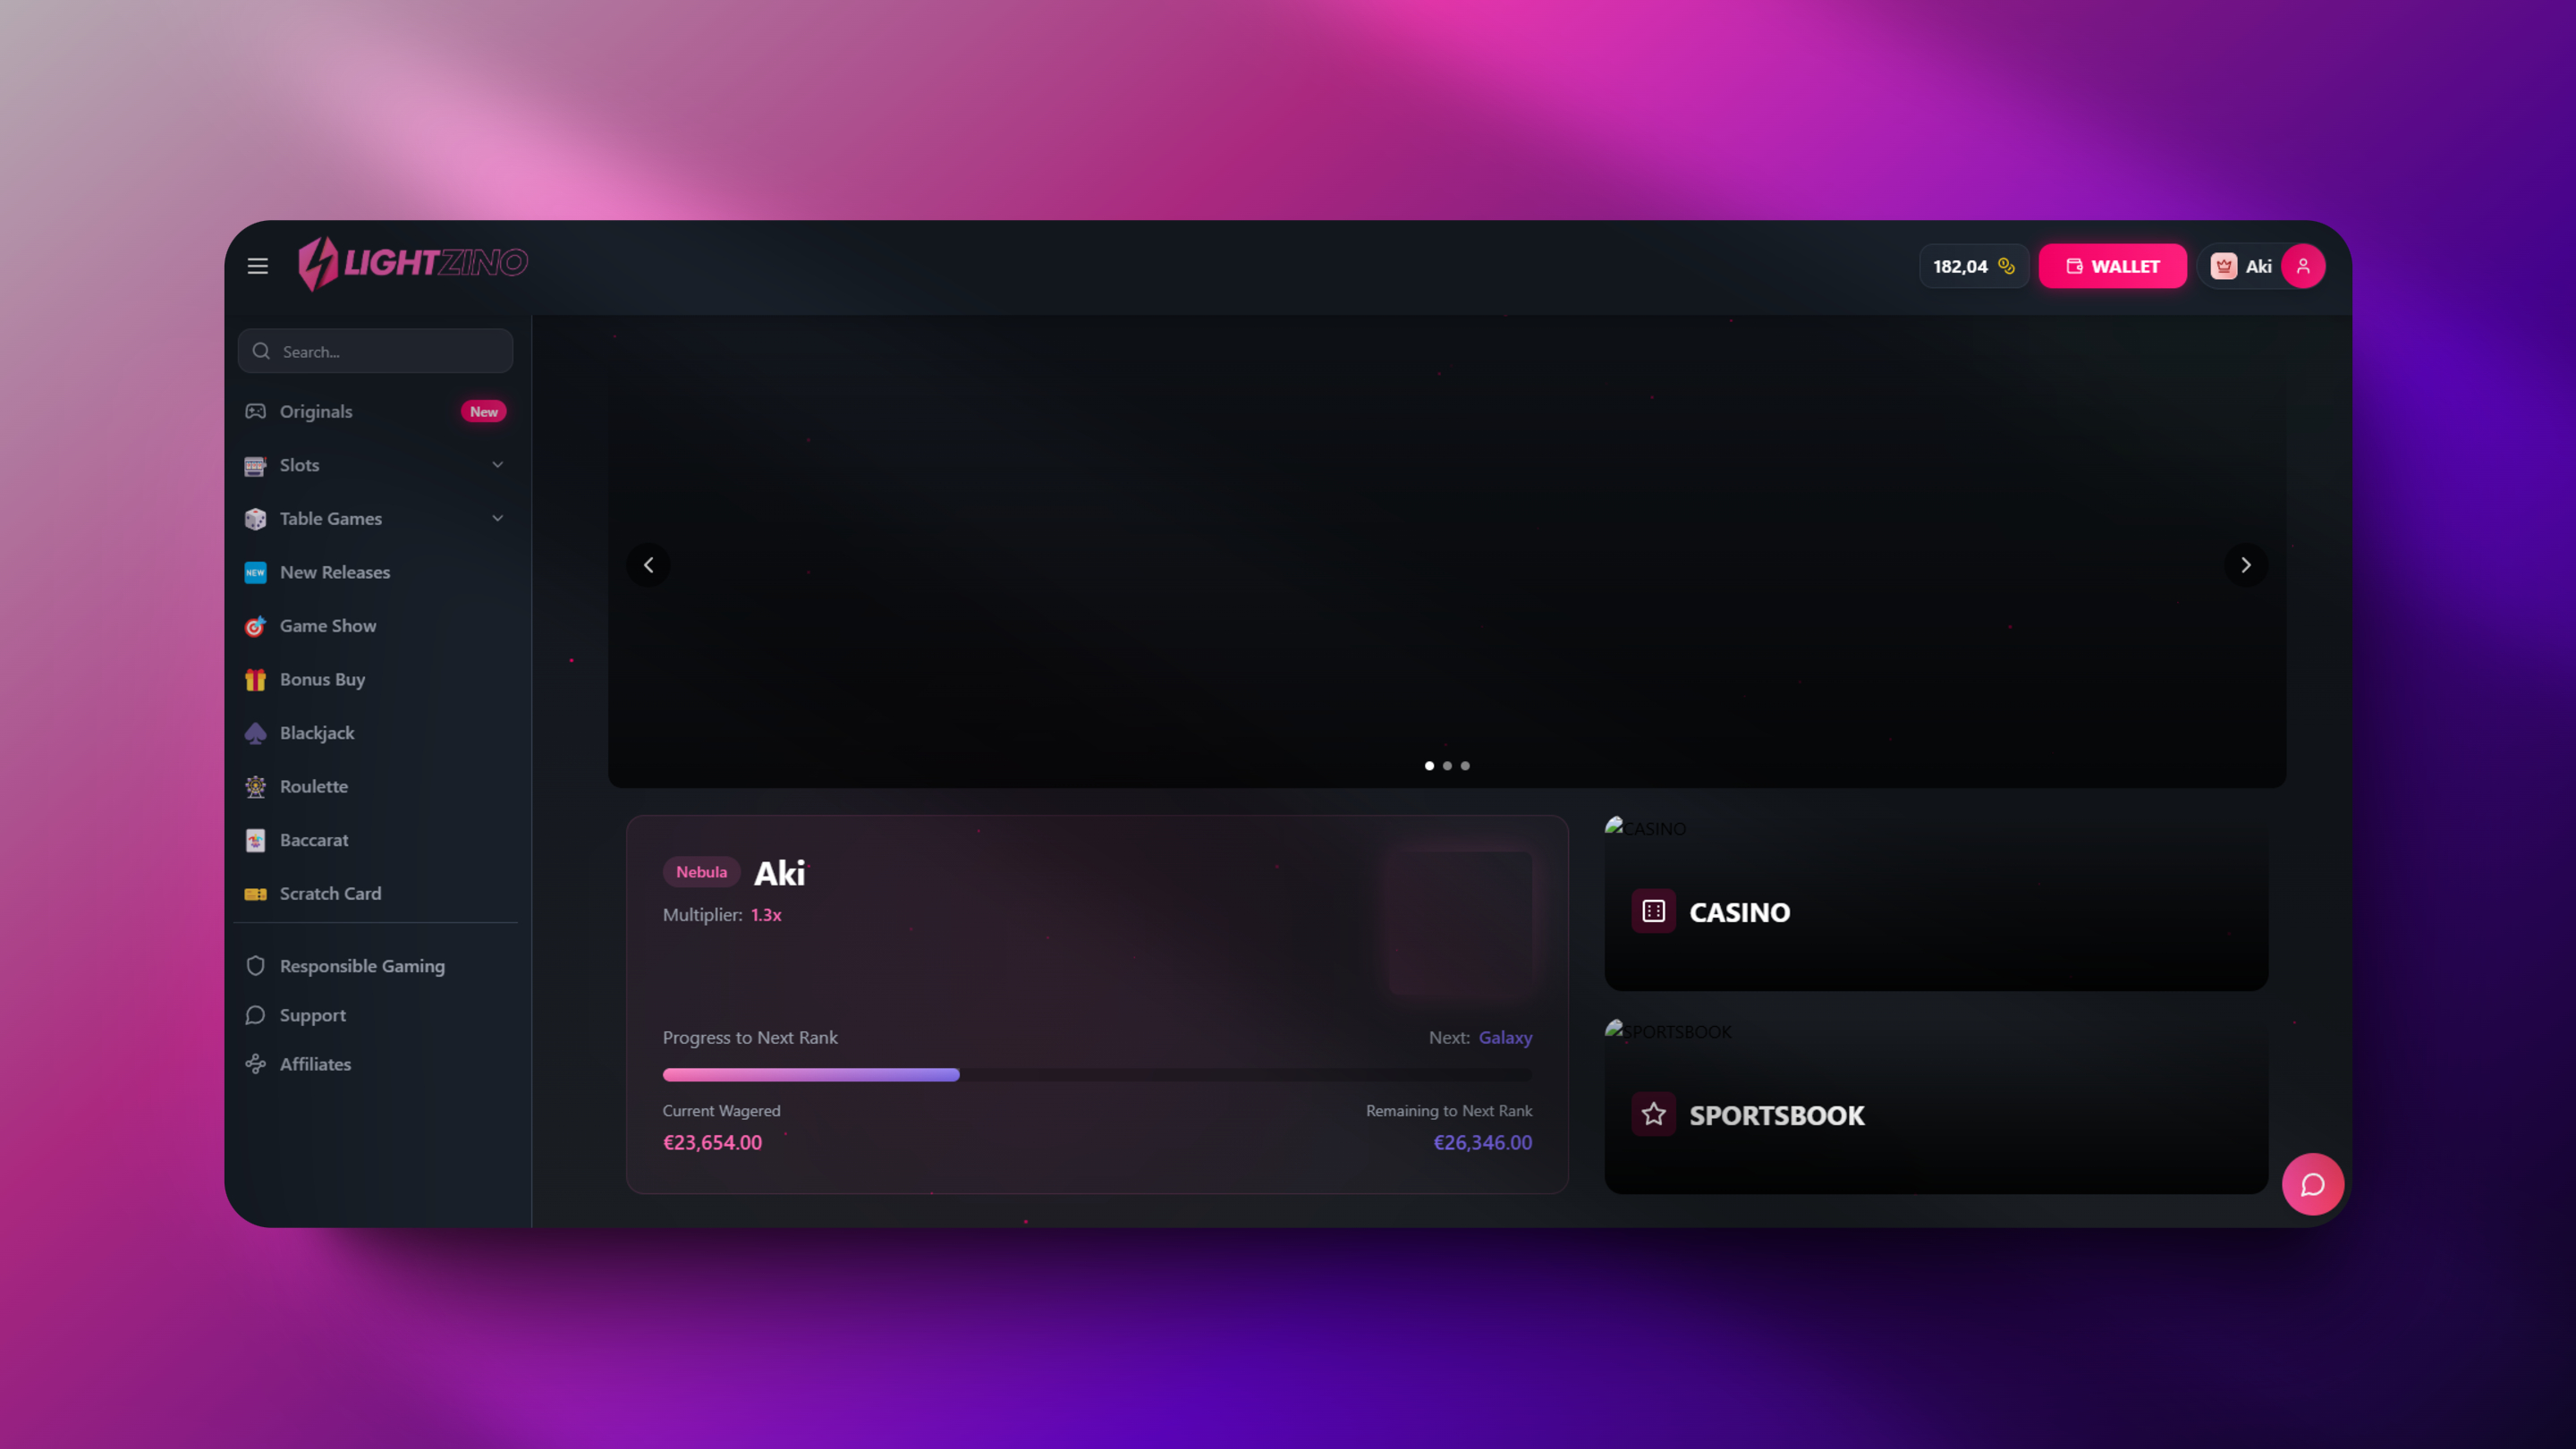 LIGHTZINO
182,04
WALLET
Aki
Search...
Originals
New
Slots
Table Games
NEW
New Releases
Game Show
Bonus Buy
Blackjack
Roulette
Baccarat
Scratch Card
Responsible Gaming
Support
Affiliates
Nebula
Aki
Multiplier: 1.3x
Progress to Next Rank
Next: Galaxy
Current Wagered
Remaining to Next Rank
€23,654.00
€26,346.00
CASINO
CASINO
SPORTSBOOK
SPORTSBOOK